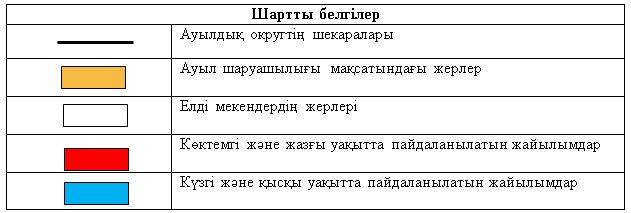 Шартты белгілер
Ауылдық округтің шекаралары
Ауыл шаруашылығы мақсатындағы жерлер
Елді мекендердің жерлері
Көктемгі және жазғы уақытта пайдаланылатын жайылымдар
Күзгі және қысқы уақытта пайдаланылатын жайылымдар